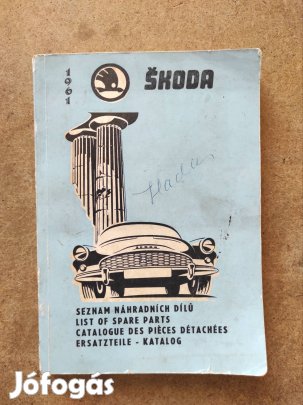 1961
ŠKODA
SEZNAM NÁHRADNÍCH DÍLŮ
LIST OF SPARE PARTS
CATALOGUE DES PIÈCES DÉTACHÉES
ERSATZTEILE - KATALOG
Jófogás